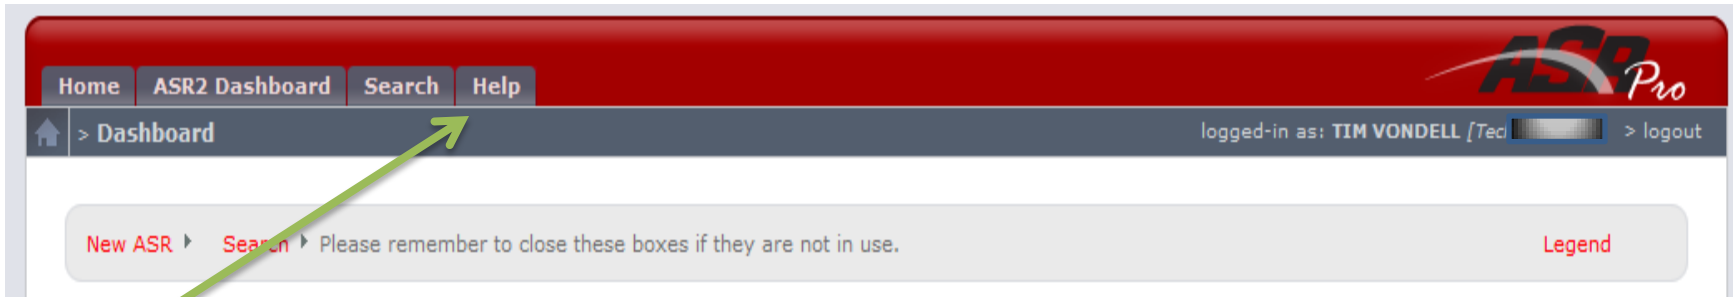 ASR Pro
Home ASR2 Dashboard Search Help
> Dashboard logged-in as: TIM VONDELL [Tec > logout
New ASR Search Please remember to close these boxes if they are not in use. Legend